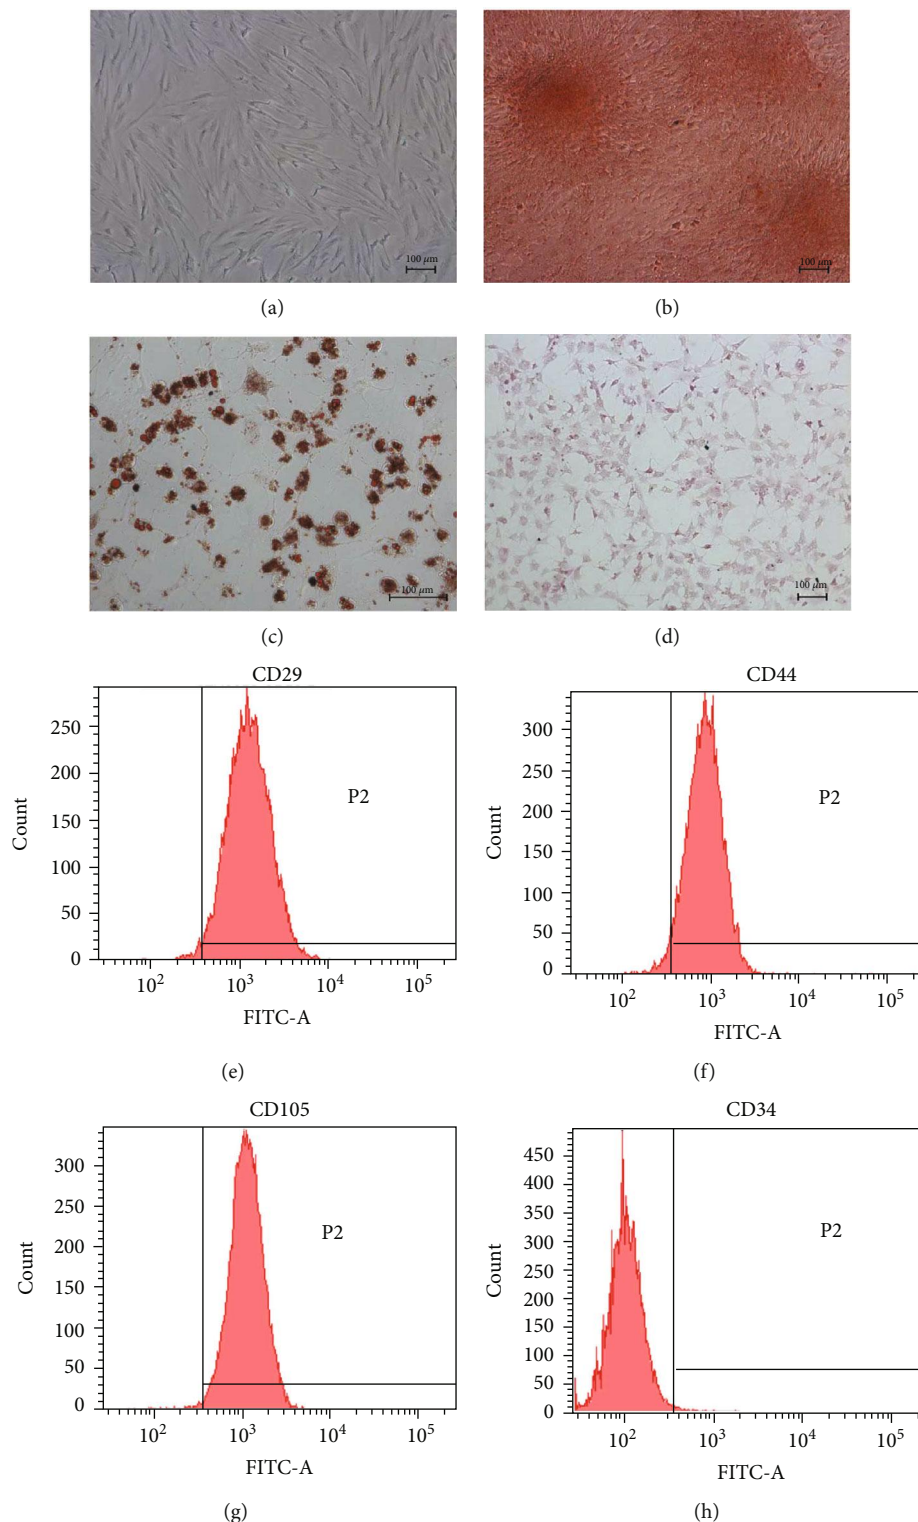 100 µm
100 µm
(a)
(b)
100 µm
100 µm
(c)
(d)
CD29
CD44
250
200
150
100
50
0
Count
P2
10²
10³
10⁴
10⁵
FITC-A
300
250
200
150
100
50
0
Count
P2
10²
10³
10⁴
10⁵
FITC-A
(e)
(f)
CD105
CD34
300
250
200
150
100
50
0
Count
P2
10²
10³
10⁴
10⁵
FITC-A
450
400
350
300
250
200
150
100
50
0
Count
P2
10²
10³
10⁴
10⁵
FITC-A
(g)
(h)